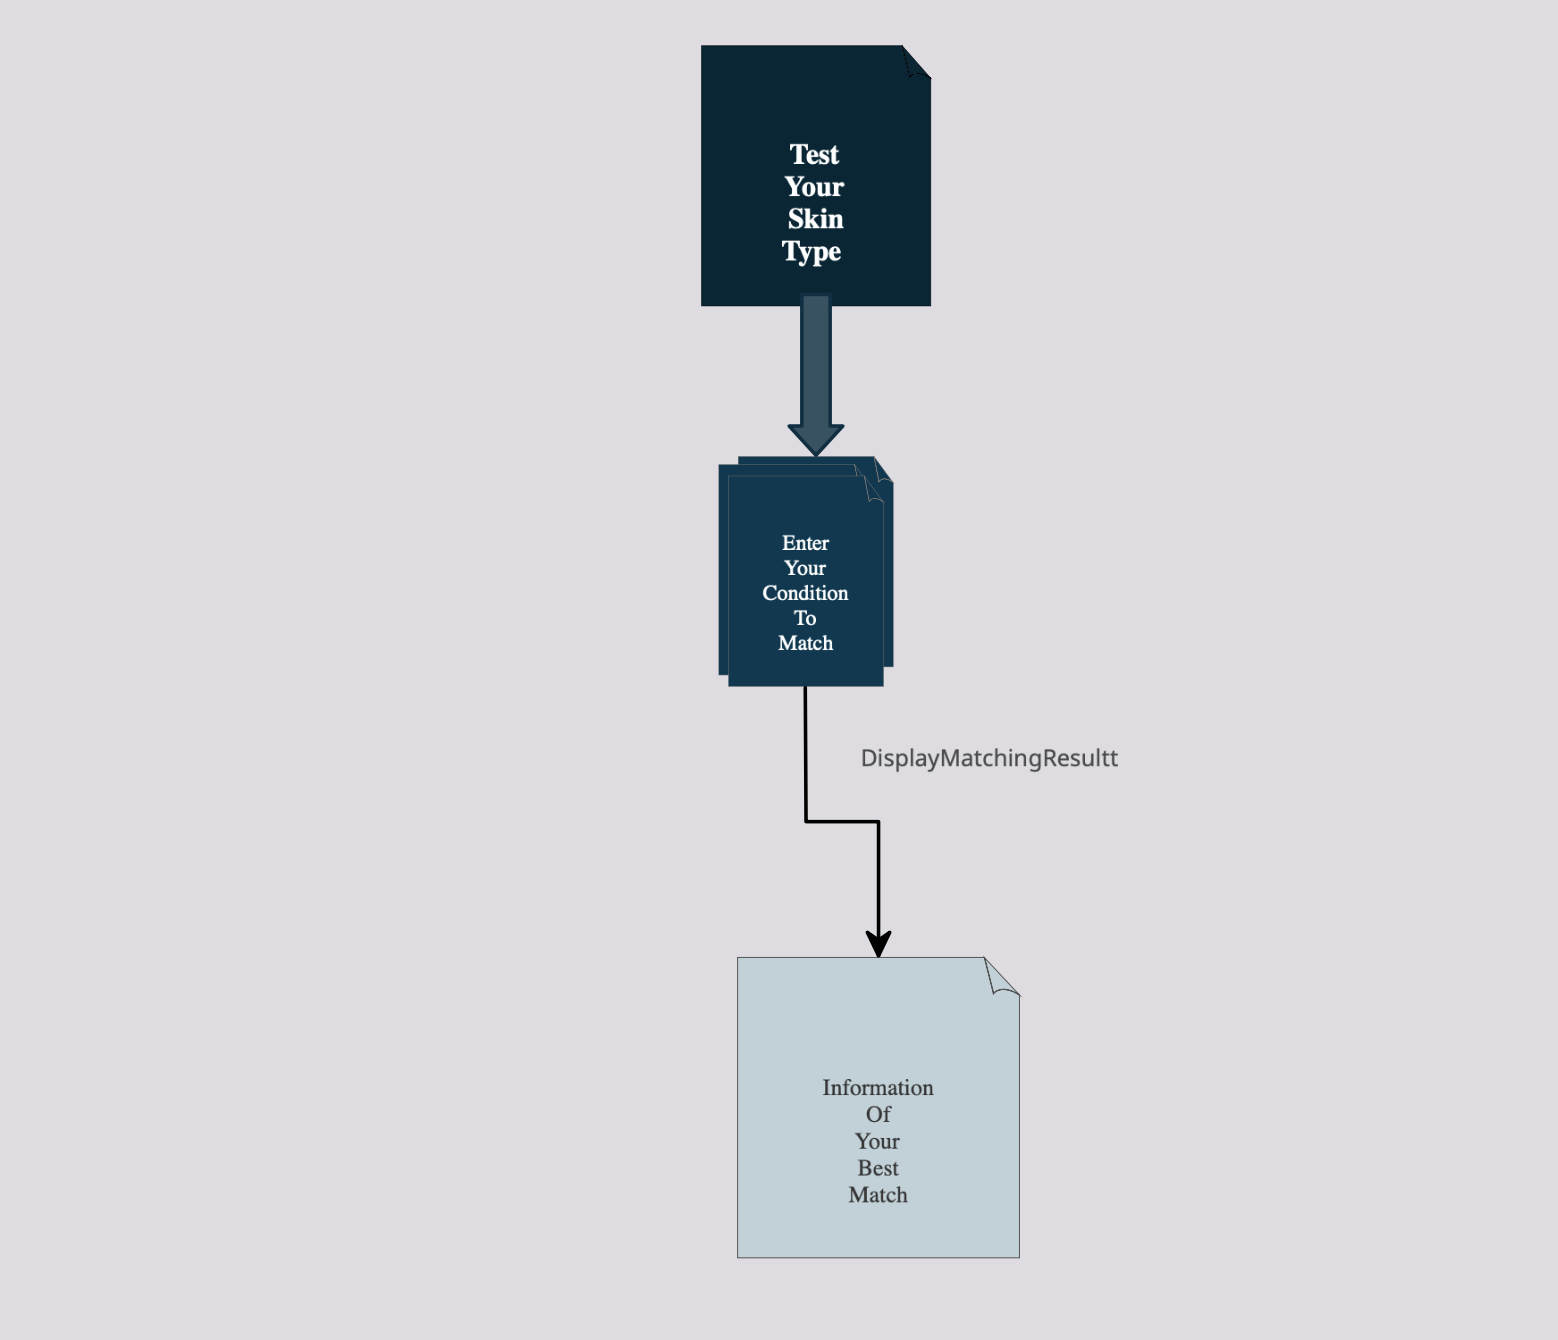 Test
Your
Skin
Type
Enter
Your
Condition
To
Match
DisplayMatchingResultt
Information
Of
Your
Best
Match